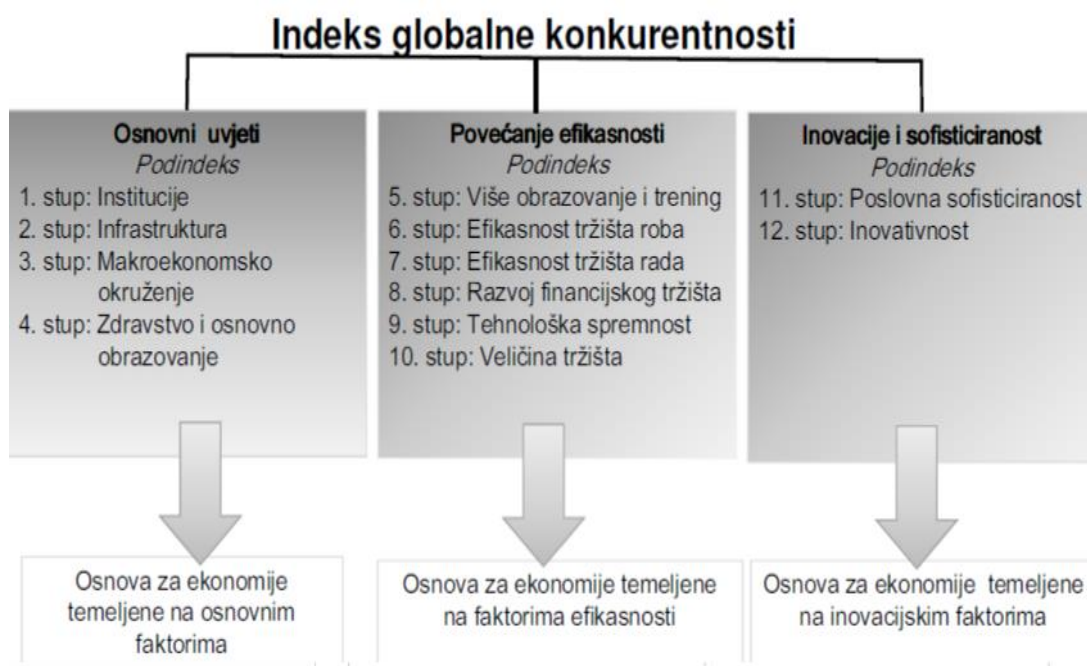 Indeks globalne konkurentnosti
Osnovni uvjeti
Podindeks
1. stup: Institucije
2. stup: Infrastruktura
3. stup: Makroekonomsko
okruženje
4. stup: Zdravstvo i osnovno
obrazovanje
Povećanje efikasnosti
Podindeks
5. stup: Više obrazovanje i trening
6. stup: Efikasnost tržišta roba
7. stup: Efikasnost tržišta rada
8. stup: Razvoj financijskog tržišta
9. stup: Tehnološka spremnost
10. stup: Veličina tržišta
Inovacije i sofisticiranost
Podindeks
11. stup: Poslovna sofisticiranost
12. stup: Inovativnost
Osnova za ekonomije
temeljene na osnovnim
faktorima
Osnova za ekonomije temeljene
na faktorima efikasnosti
Osnova za ekonomije temeljene
na inovacijskim faktorima